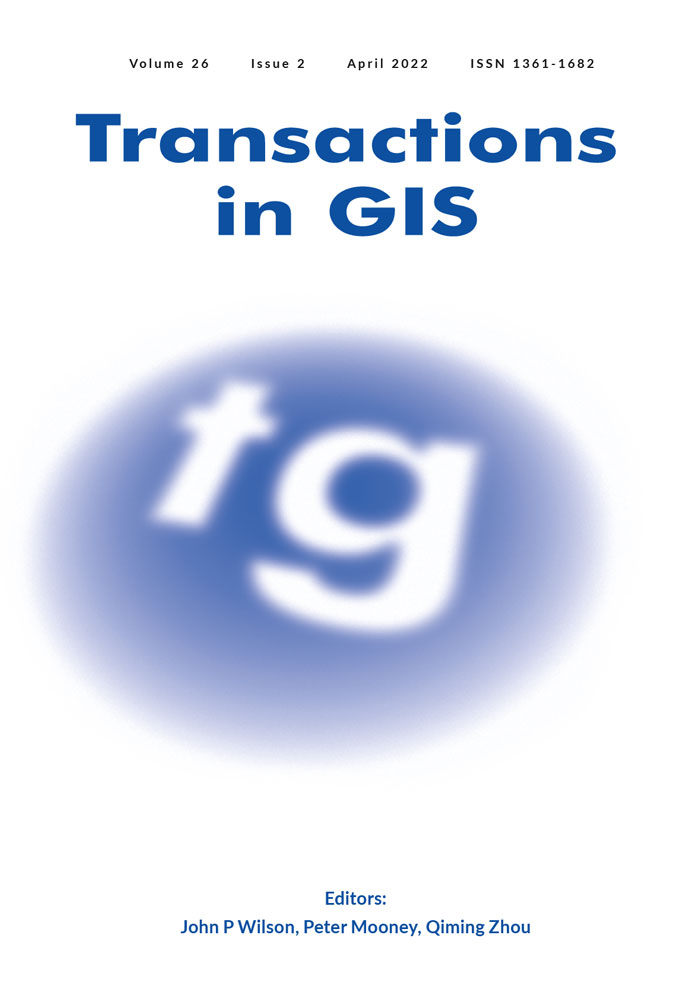 Volume 26 Issue 2 April 2022 ISSN 1361-1682
Transactions
in GIS
tg
Editors:
John P Wilson, Peter Mooney, Qiming Zhou